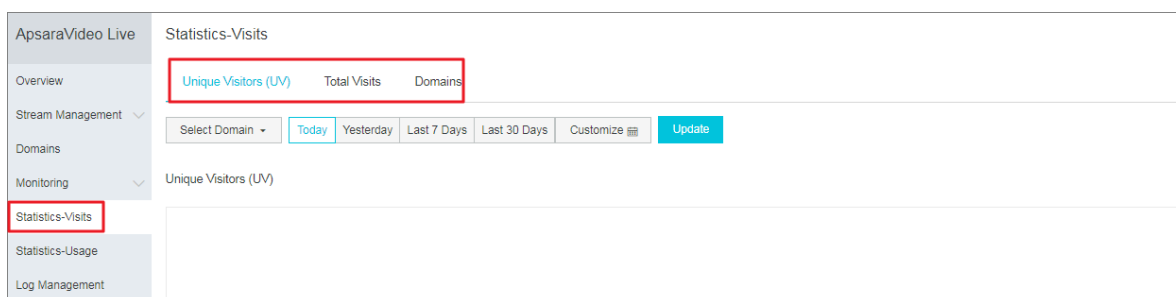 ApsaraVideo Live
Overview
Stream Management
Domains
Monitoring
Statistics-Visits
Statistics-Usage
Log Management
Statistics-Visits
Unique Visitors (UV) Total Visits Domains
Select Domain Today Yesterday Last 7 Days Last 30 Days Customize Update
Unique Visitors (UV)